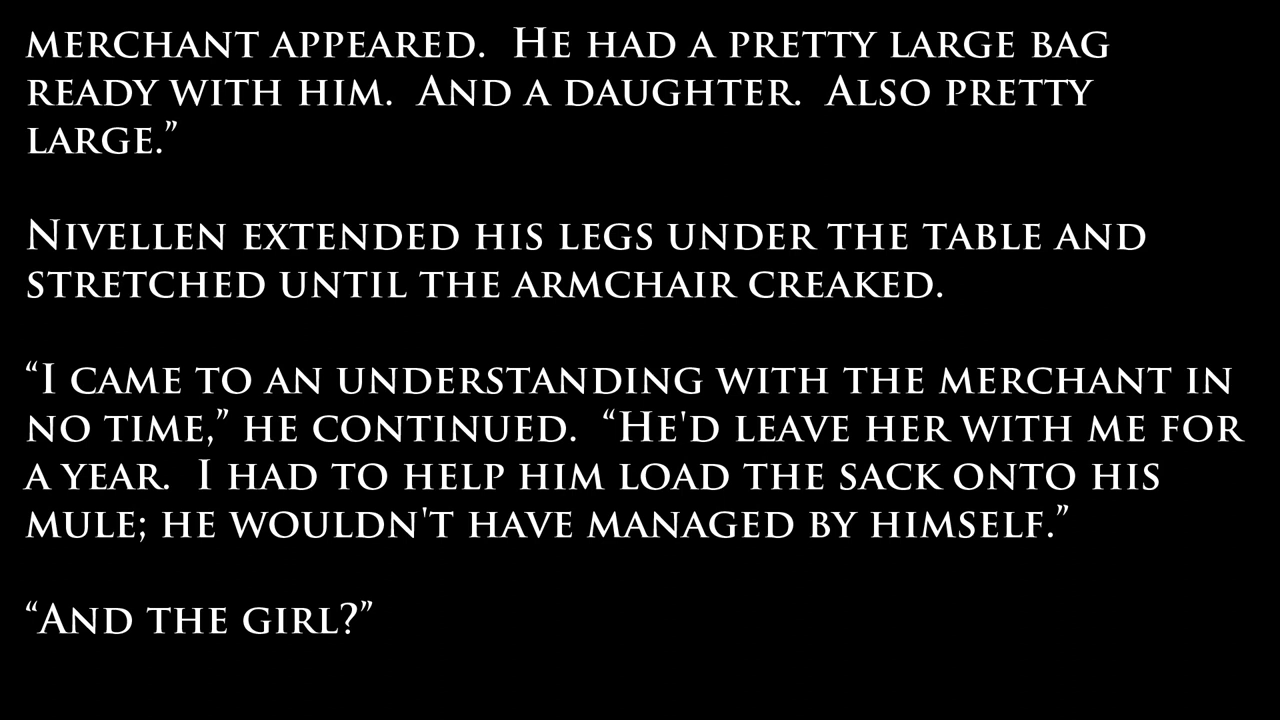 merchant appeared.  He had a pretty large bag
ready with him.  And a daughter.  Also pretty
large.”
Nivellen extended his legs under the table and
stretched until the armchair creaked.
“I came to an understanding with the merchant in
no time,” he continued.  “He'd leave her with me for
a year.  I had to help him load the sack onto his
mule; he wouldn't have managed by himself.”
“And the girl?”